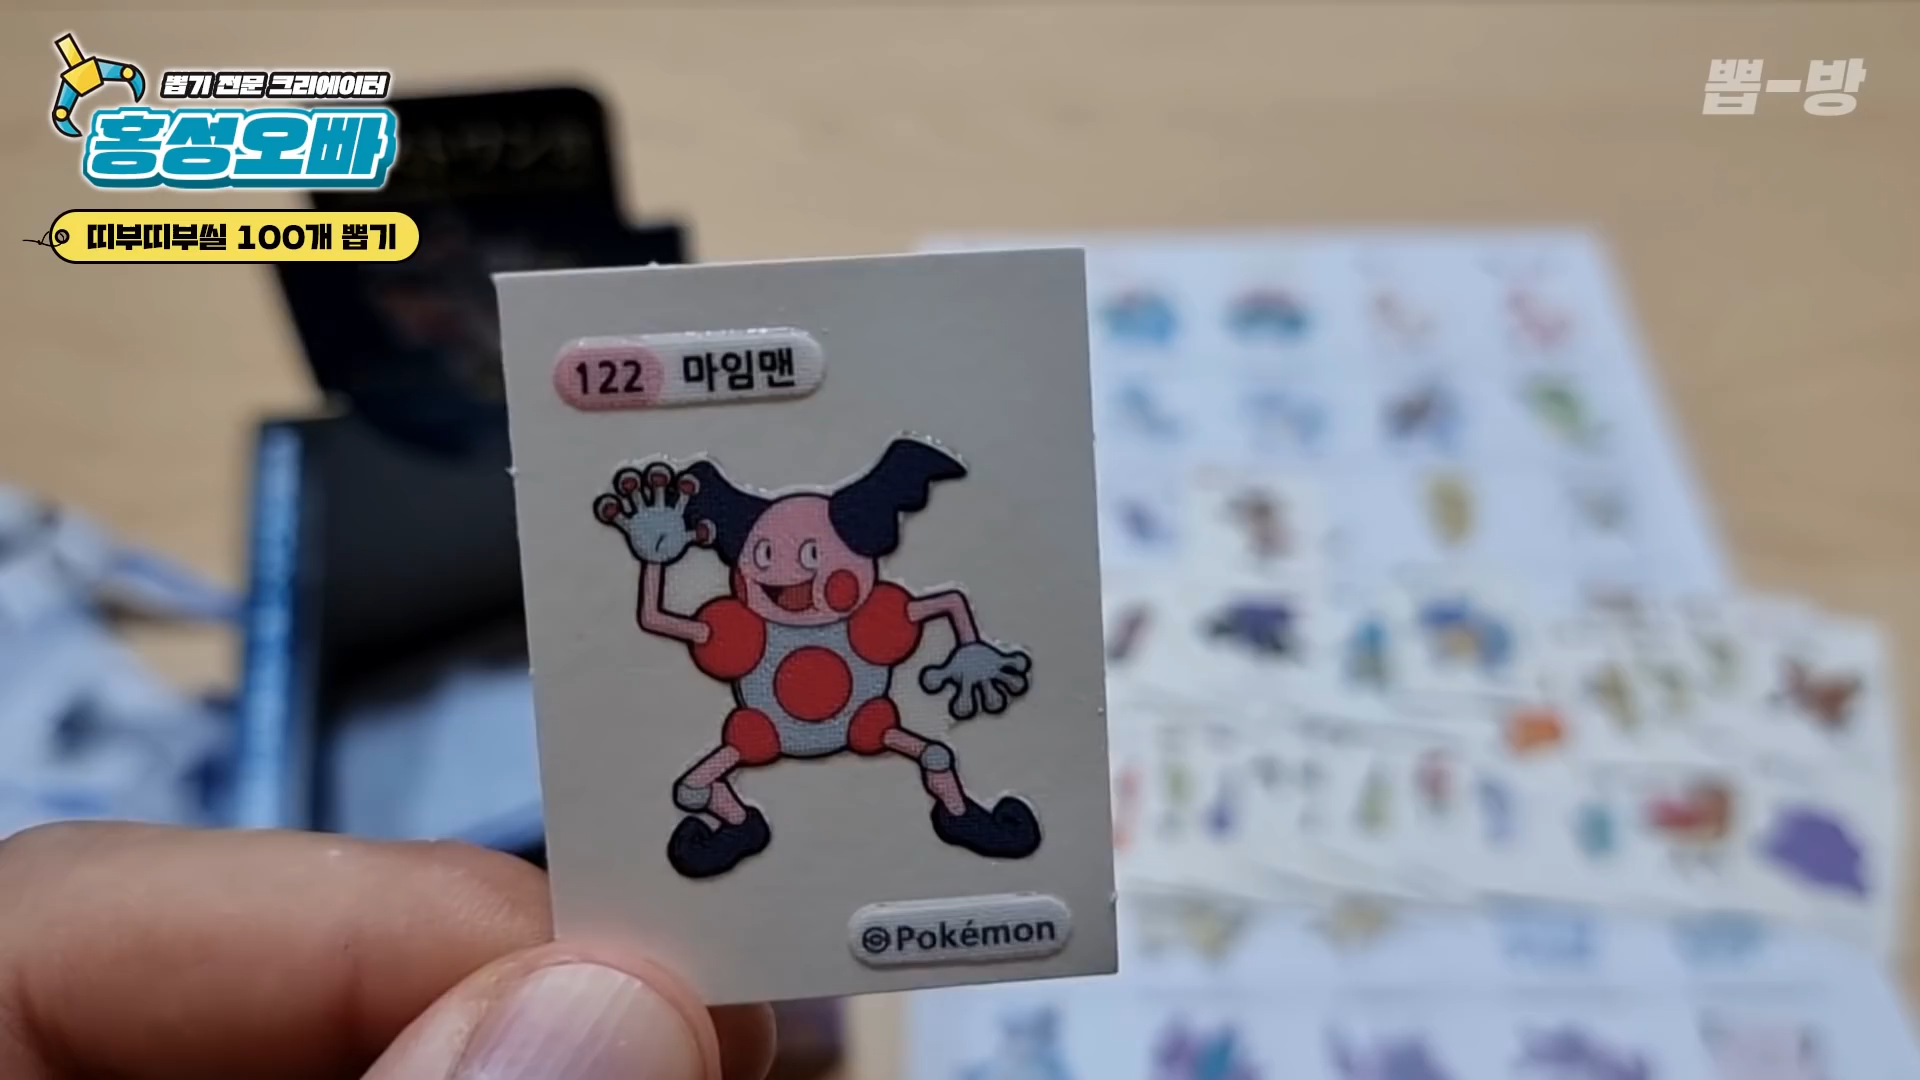 뽑기 전문 크리에이터
홍성오빠
띠부띠부씰 100개 뽑기
뽑-방
122 마임맨
©Pokémon